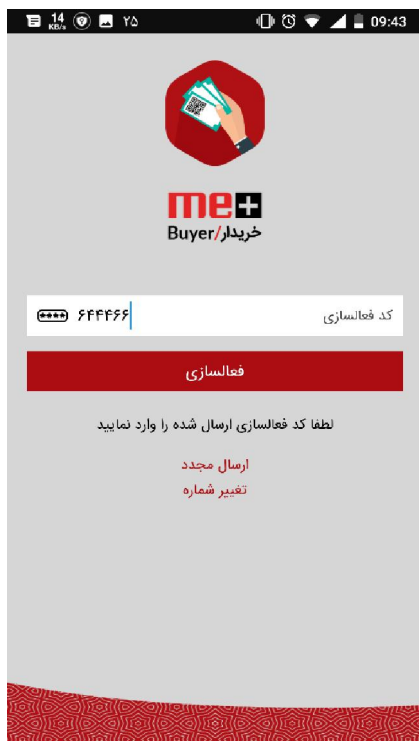 14 KB/s ۲۵ 09:43
me+
خریدار/Buyer
کد فعالسازی ۶۴۴۴۶۶
فعالسازی
لطفا کد فعالسازی ارسال شده را وارد نمایید
ارسال مجدد
تغییر شماره